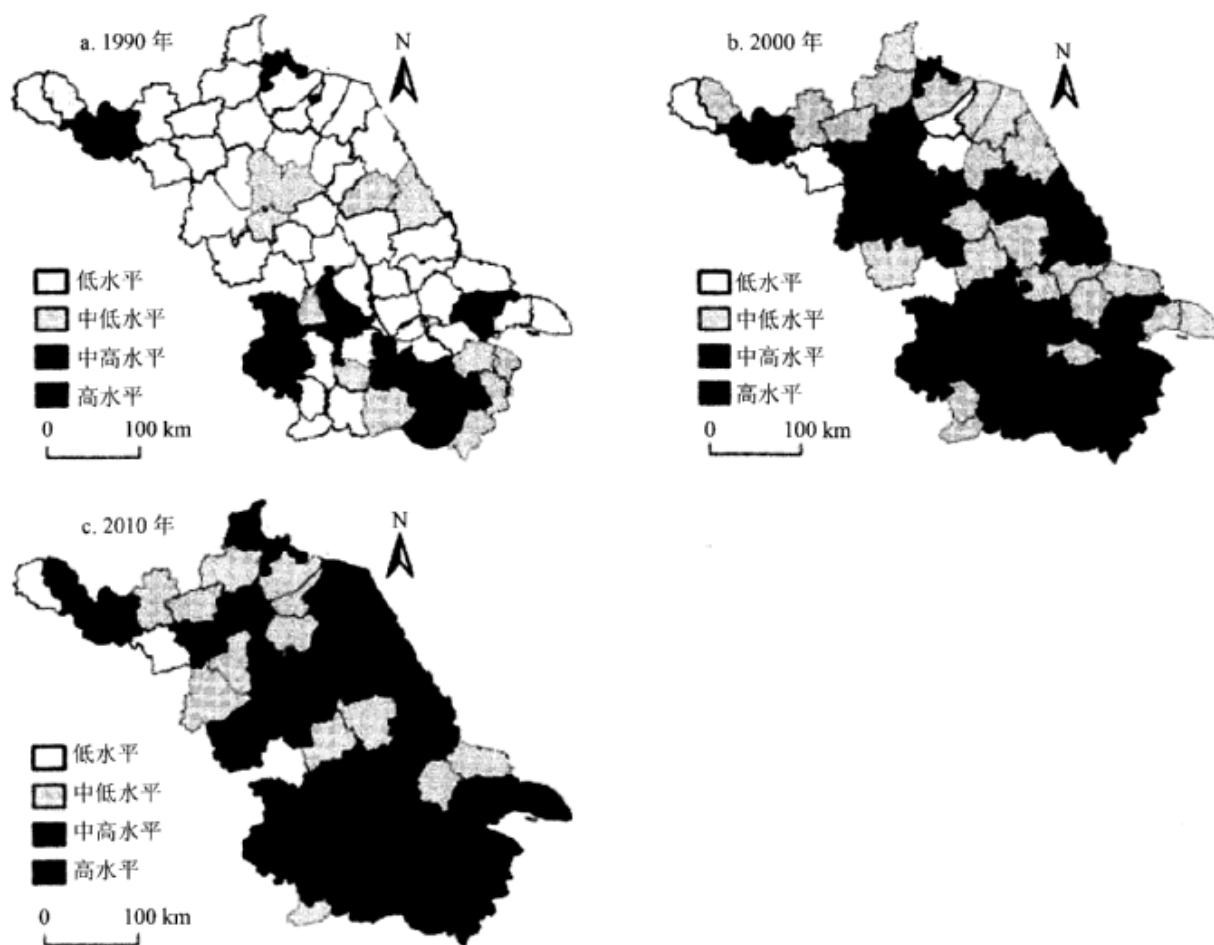 a. 1990 年
N
低水平
中低水平
中高水平
高水平
0 100 km
b. 2000 年
N
低水平
中低水平
中高水平
高水平
0 100 km
c. 2010 年
N
低水平
中低水平
中高水平
高水平
0 100 km